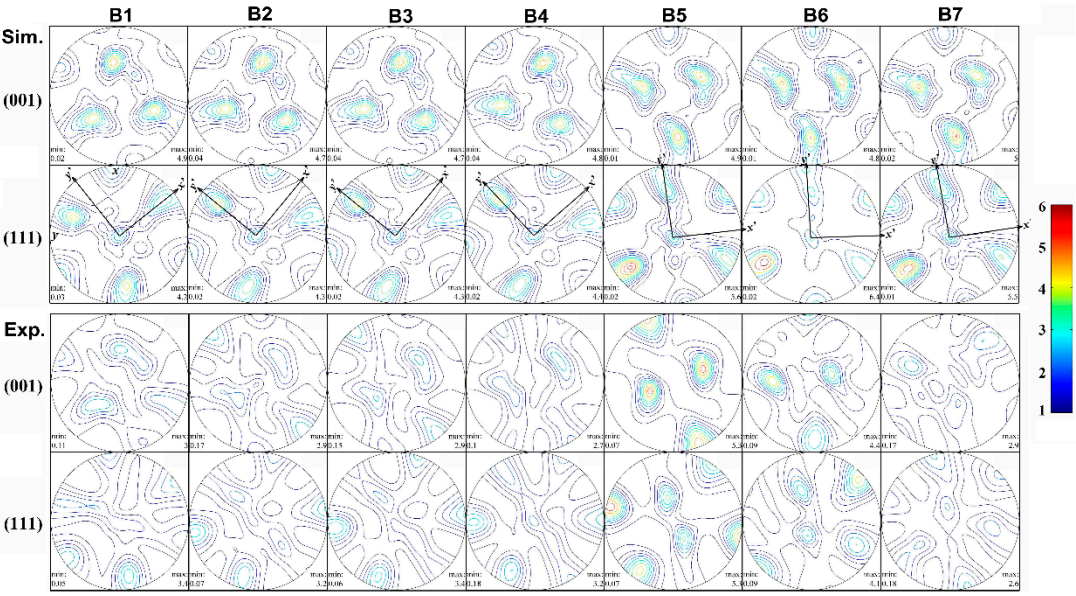 B1 B2 B3 B4 B5 B6 B7
Sim.
(001)
min: max: min: max: min: max: min: max: min: max: min: max: min: max:
0.02 4.9 0.04 4.7 0.04 4.7 0.04 4.8 0.01 4.9 0.01 4.8 0.02 5
x
y' x' y' x' y' x' y' x' y' x' y' x' y' x'
(111)
y
min: max: min: max: min: max: min: max: min: max: min: max: min: max:
0.03 4.2 0.02 4.3 0.02 4.3 0.02 4.4 0.02 5.6 0.02 6.4 0.01 5.5
6
5
4
3
2
1
Exp.
(001)
min: max: min: max: min: max: min: max: min: max: min: max: min: max:
0.11 3 0.17 2.9 0.15 2.9 0.1 2.7 0.07 5.3 0.09 4.4 0.17 2.9
(111)
min: max: min: max: min: max: min: max: min: max: min: max: min: max:
0.05 3.4 0.07 3.2 0.06 3.4 0.18 3.2 0.07 5.3 0.09 4.1 0.18 2.6